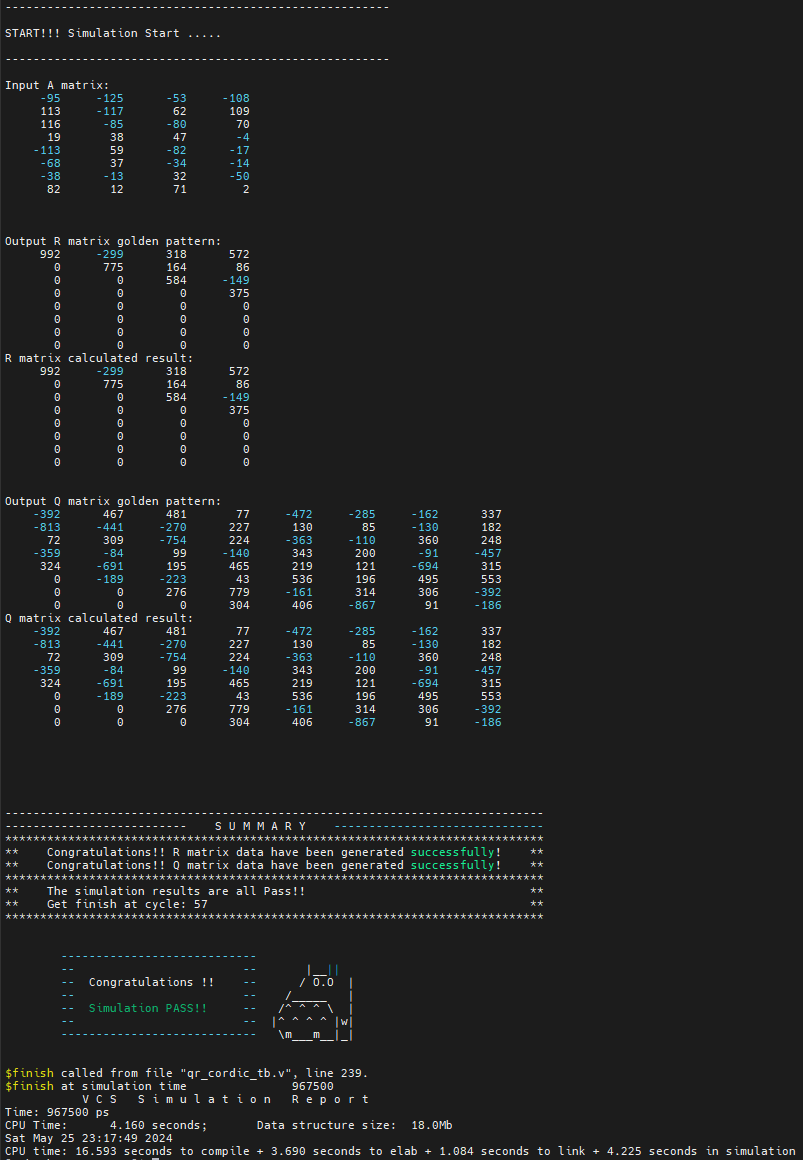 -------------------------------------------------------
START!!! Simulation Start .....
-------------------------------------------------------
Input A matrix:
-95 -125 -53 -108
113 -117 62 109
116 -85 -80 70
19 38 47 -4
-113 59 -82 -17
-68 37 -34 -14
-38 -13 32 -50
82 12 71 2
Output R matrix golden pattern:
992 -299 318 572
0 775 164 86
0 0 584 -149
0 0 0 375
0 0 0 0
0 0 0 0
0 0 0 0
0 0 0 0
R matrix calculated result:
992 -299 318 572
0 775 164 86
0 0 584 -149
0 0 0 375
0 0 0 0
0 0 0 0
0 0 0 0
0 0 0 0
Output Q matrix golden pattern:
-392 467 481 77 -472 -285 -162 337
-813 -441 -270 227 130 85 -130 182
72 309 -754 224 -363 -110 360 248
-359 -84 99 -140 343 200 -91 -457
324 -691 195 465 219 121 -694 315
0 -189 -223 43 536 196 495 553
0 0 276 779 -161 314 306 -392
0 0 0 304 406 -867 91 -186
Q matrix calculated result:
-392 467 481 77 -472 -285 -162 337
-813 -441 -270 227 130 85 -130 182
72 309 -754 224 -363 -110 360 248
-359 -84 99 -140 343 200 -91 -457
324 -691 195 465 219 121 -694 315
0 -189 -223 43 536 196 495 553
0 0 276 779 -161 314 306 -392
0 0 0 304 406 -867 91 -186
-----------------------------------------------------------------------------
-------------------------- S U M M A R Y ------------------------------
*****************************************************************************
** Congratulations!! R matrix data have been generated successfully! **
** Congratulations!! Q matrix data have been generated successfully! **
*****************************************************************************
** The simulation results are all Pass!! **
** Get finish at cycle: 57 **
*****************************************************************************
---------------------------- 
-- -- |__||
-- Congratulations !! -- / O.O |
-- -- /_____ |
-- Simulation PASS!! -- /^ ^ ^ \ |
-- -- |^ ^ ^ ^ |w|
---------------------------- \m___m__|_|
$finish called from file "qr_cordic_tb.v", line 239.
$finish at simulation time 967500
V C S S i m u l a t i o n R e p o r t
Time: 967500 ps
CPU Time: 4.160 seconds; Data structure size: 18.0Mb
Sat May 25 23:17:49 2024
CPU time: 16.593 seconds to compile + 3.690 seconds to elab + 1.084 seconds to link + 4.225 seconds in simulation